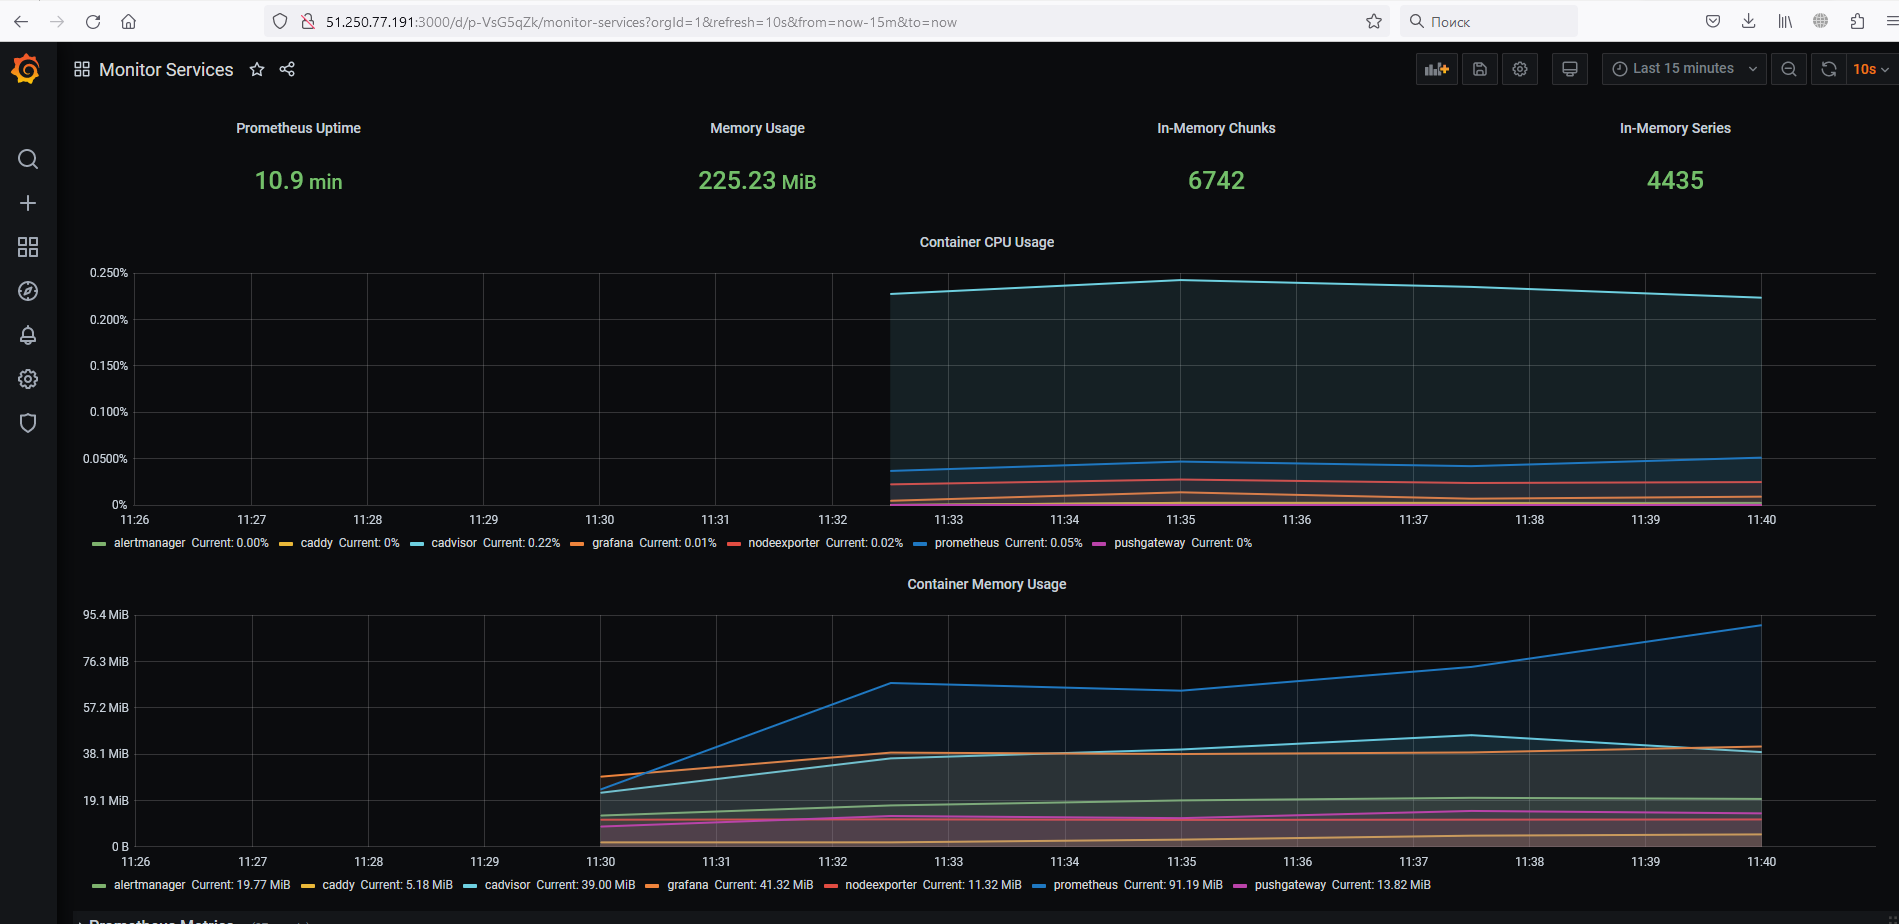 51.250.77.191:3000/d/p-VsG5qZk/monitor-services?orgId=1&refresh=10s&from=now-15m&to=now
Поиск
Monitor Services
Last 15 minutes
10s
Prometheus Uptime
Memory Usage
In-Memory Chunks
In-Memory Series
10.9 min
225.23 MiB
6742
4435
Container CPU Usage
0.250%
0.200%
0.150%
0.100%
0.0500%
0%
11:26 11:27 11:28 11:29 11:30 11:31 11:32 11:33 11:34 11:35 11:36 11:37 11:38 11:39 11:40
alertmanager Current: 0.00% caddy Current: 0% cadvisor Current: 0.22% grafana Current: 0.01% nodeexporter Current: 0.02% prometheus Current: 0.05% pushgateway Current: 0%
Container Memory Usage
95.4 MiB
76.3 MiB
57.2 MiB
38.1 MiB
19.1 MiB
0 B
11:26 11:27 11:28 11:29 11:30 11:31 11:32 11:33 11:34 11:35 11:36 11:37 11:38 11:39 11:40
alertmanager Current: 19.77 MiB caddy Current: 5.18 MiB cadvisor Current: 39.00 MiB grafana Current: 41.32 MiB nodeexporter Current: 11.32 MiB prometheus Current: 91.19 MiB pushgateway Current: 13.82 MiB
Prometheus Metrics